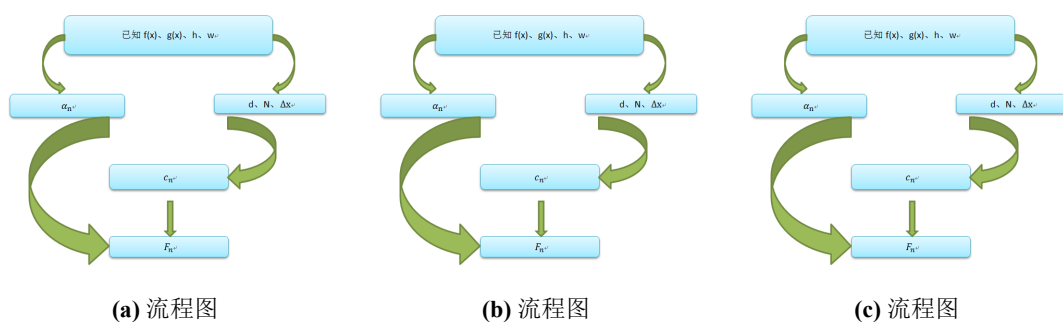 已知 f(x)、g(x)、h、w
αn
d、N、Δx
cn
Fn
(a) 流程图
已知 f(x)、g(x)、h、w
αn
d、N、Δx
cn
Fn
(b) 流程图
已知 f(x)、g(x)、h、w
αn
d、N、Δx
cn
Fn
(c) 流程图